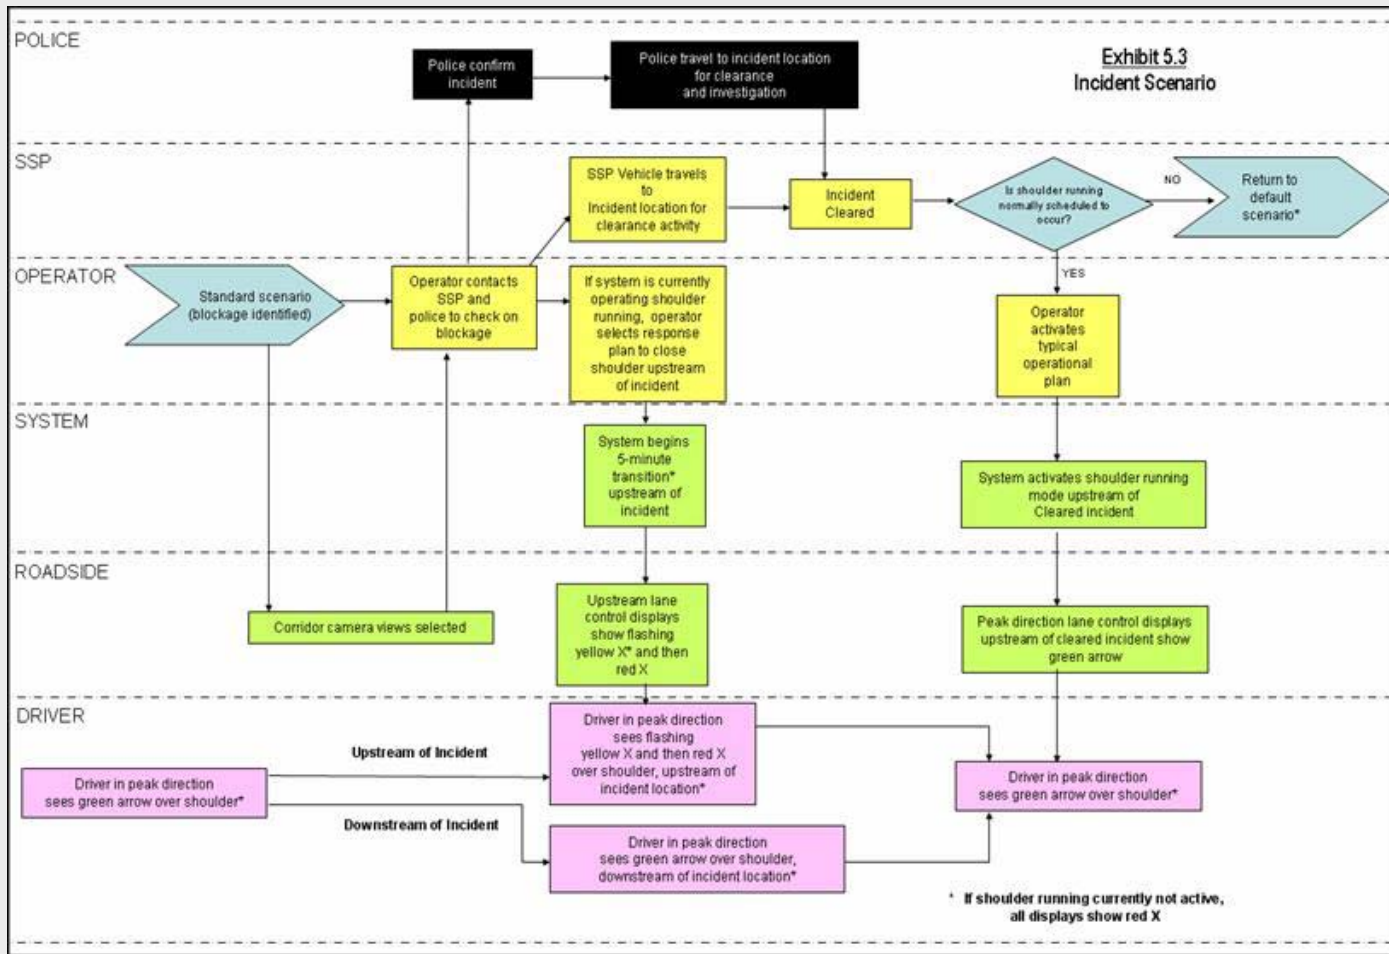 POLICE
Police confirm
incident
Police travel to incident location
for clearance
and investigation
Exhibit 5.3
Incident Scenario
SSP
SSP Vehicle travels
to
Incident location for
clearance activity
Incident
Cleared
Is shoulder running
normally scheduled to
occur?
NO
Return to
default
scenario*
YES
OPERATOR
Standard scenario
(blockage identified)
Operator contacts
SSP and
police to check on
blockage
If system is currently
operating shoulder
running, operator
selects response
plan to close
shoulder upstream
of incident
Operator
activates
typical
operational
plan
SYSTEM
System begins
5-minute
transition*
upstream of
incident
System activates shoulder running
mode upstream of
Cleared incident
ROADSIDE
Corridor camera views selected
Upstream lane
control displays
show flashing
yellow X* and then
red X
Peak direction lane control displays
upstream of cleared incident show
green arrow
DRIVER
Driver in peak direction
sees green arrow over shoulder*
Upstream of Incident
Downstream of Incident
Driver in peak direction
sees flashing
yellow X and then red X
over shoulder, upstream of
incident location*
Driver in peak direction
sees green arrow over shoulder,
downstream of incident location*
Driver in peak direction
sees green arrow over shoulder*
* If shoulder running currently not active,
all displays show red X